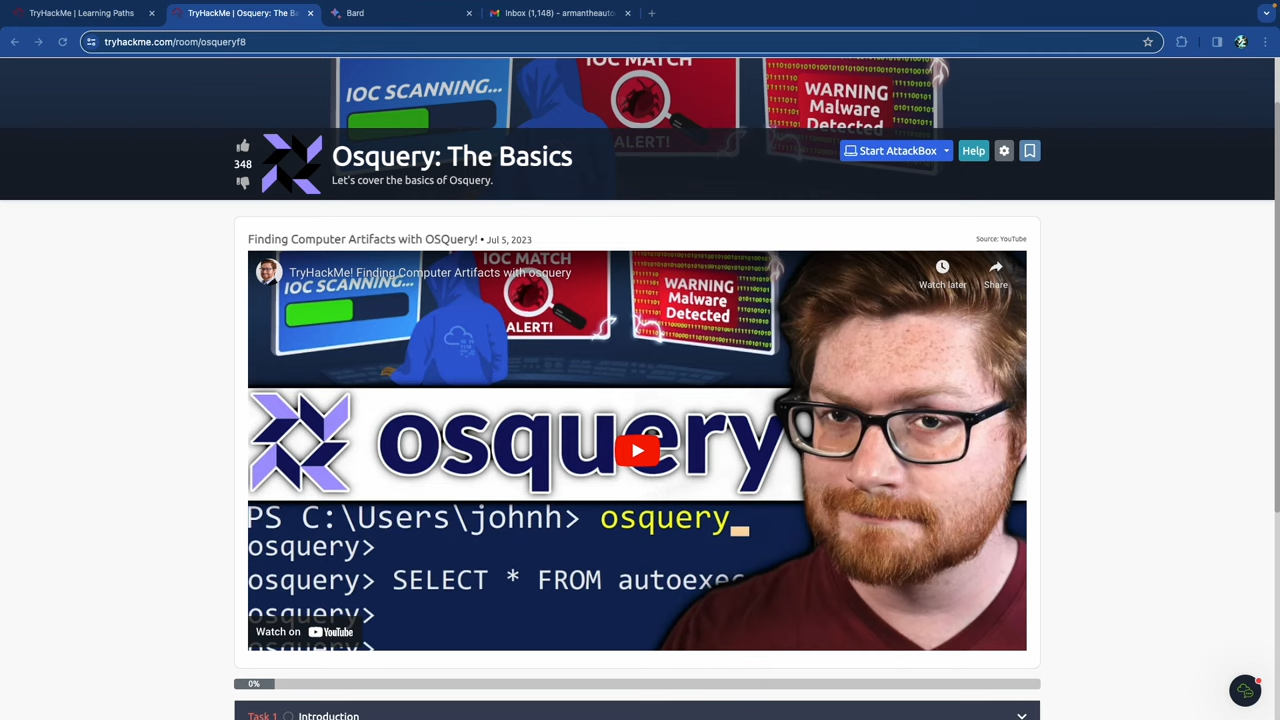 TryHackMe | Learning Paths
TryHackMe | Osquery: The Ba
Bard
Inbox (1,148) - armantheauto
tryhackme.com/room/osqueryf8
IOC SCANNING...
IOC MATCH
ALERT!
WARNING
Malware
Detected
348
Osquery: The Basics
Let's cover the basics of Osquery.
Start AttackBox
Help
Finding Computer Artifacts with OSQuery! • Jul 5, 2023
Source: YouTube
TryHackMe! Finding Computer Artifacts with osquery
Watch later
Share
IOC SCANNING...
IOC MATCH
ALERT!
WARNING
Malware
Detected
osquery
PS C:\Users\johnh> osquery
osquery>
osquery> SELECT * FROM autoexec
osquery>
Watch on YouTube
osquery>
0%
Task 1 Introduction